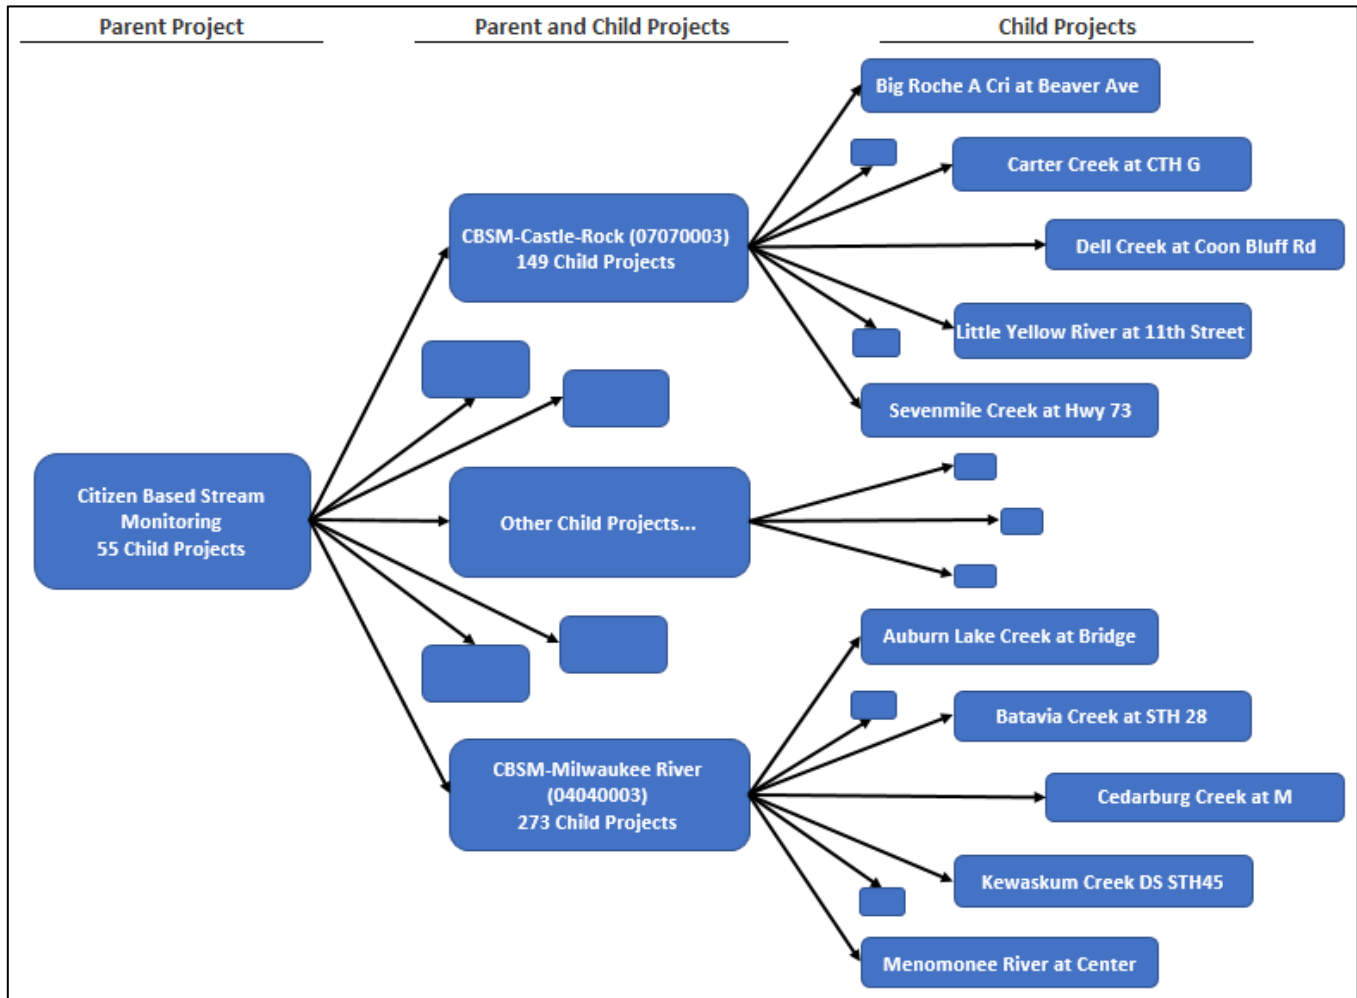 Parent Project
Parent and Child Projects
Child Projects
Big Roche A Cri at Beaver Ave
Carter Creek at CTH G
CBSM-Castle-Rock (07070003)
149 Child Projects
Dell Creek at Coon Bluff Rd
Little Yellow River at 11th Street
Sevenmile Creek at Hwy 73
Citizen Based Stream
Monitoring
55 Child Projects
Other Child Projects...
Auburn Lake Creek at Bridge
Batavia Creek at STH 28
CBSM-Milwaukee River
(04040003)
273 Child Projects
Cedarburg Creek at M
Kewaskum Creek DS STH45
Menomonee River at Center